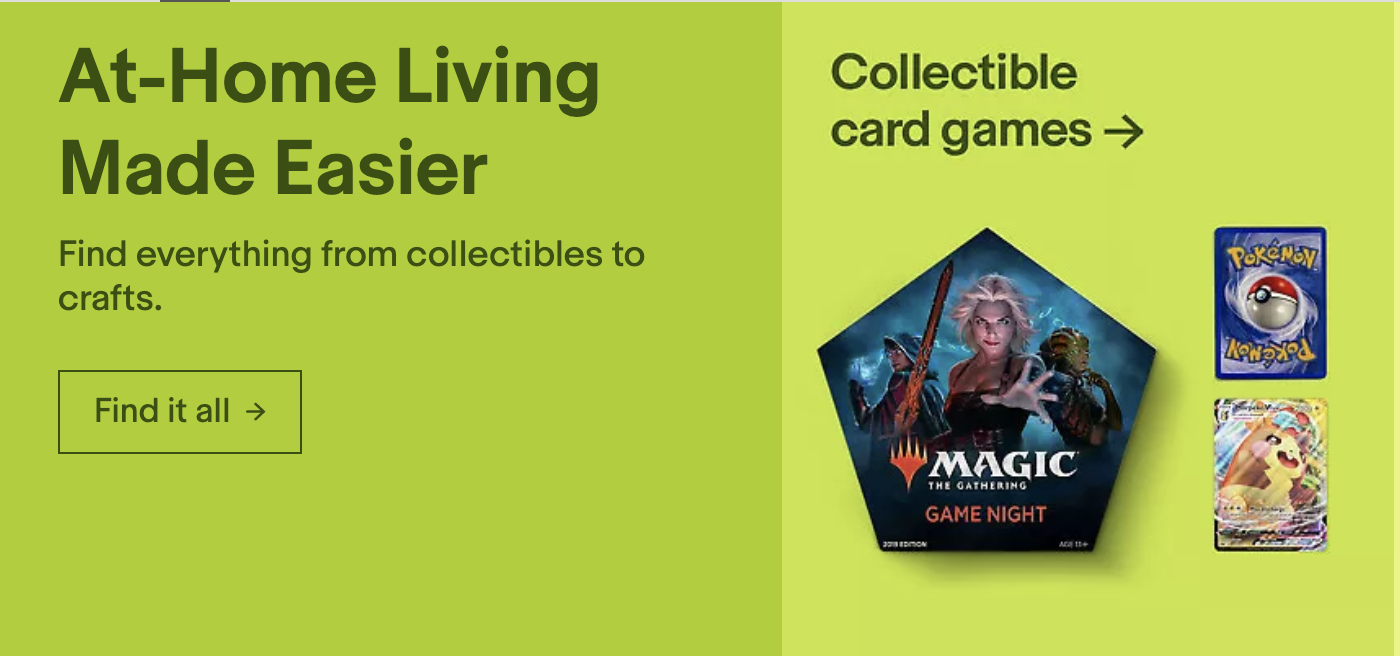 At-Home Living
Made Easier
Find everything from collectibles to
crafts.
Find it all →
Collectible
card games →
MAGIC
THE GATHERING
GAME NIGHT
2019 EDITION
AGE 13+
POKéMON
POKéMON